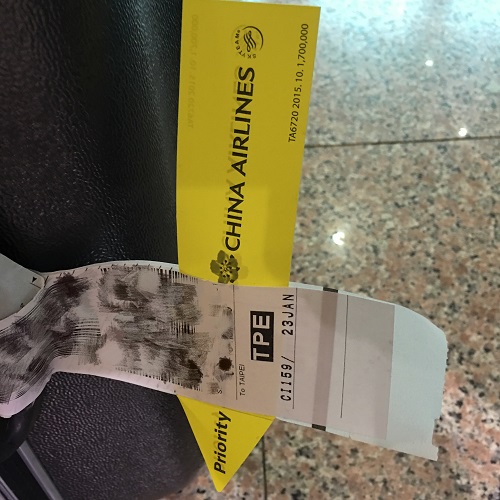 CHINA AIRLINES
TA6720 2015. 10. 1,700,000
Priority
To TAIPEI
TPE
CI159/ 23JAN